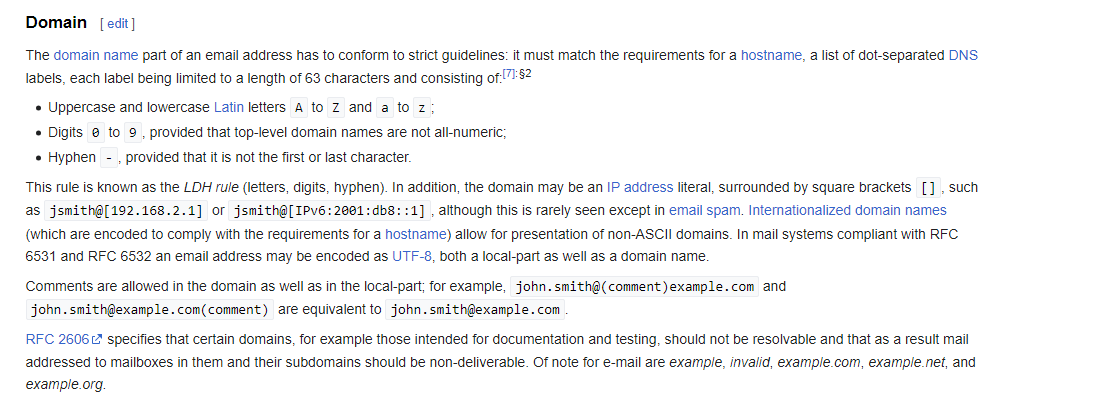 Domain [ edit ]
The domain name part of an email address has to conform to strict guidelines: it must match the requirements for a hostname, a list of dot-separated DNS
labels, each label being limited to a length of 63 characters and consisting of:[7]:§2
• Uppercase and lowercase Latin letters A to Z and a to z ;
• Digits 0 to 9 , provided that top-level domain names are not all-numeric;
• Hyphen - , provided that it is not the first or last character.
This rule is known as the LDH rule (letters, digits, hyphen). In addition, the domain may be an IP address literal, surrounded by square brackets [] , such
as jsmith@[192.168.2.1] or jsmith@[IPv6:2001:db8::1] , although this is rarely seen except in email spam. Internationalized domain names
(which are encoded to comply with the requirements for a hostname) allow for presentation of non-ASCII domains. In mail systems compliant with RFC
6531 and RFC 6532 an email address may be encoded as UTF-8, both a local-part as well as a domain name.
Comments are allowed in the domain as well as in the local-part; for example, john.smith@(comment)example.com and
john.smith@example.com(comment) are equivalent to john.smith@example.com .
RFC 2606 specifies that certain domains, for example those intended for documentation and testing, should not be resolvable and that as a result mail
addressed to mailboxes in them and their subdomains should be non-deliverable. Of note for e-mail are example, invalid, example.com, example.net, and
example.org.